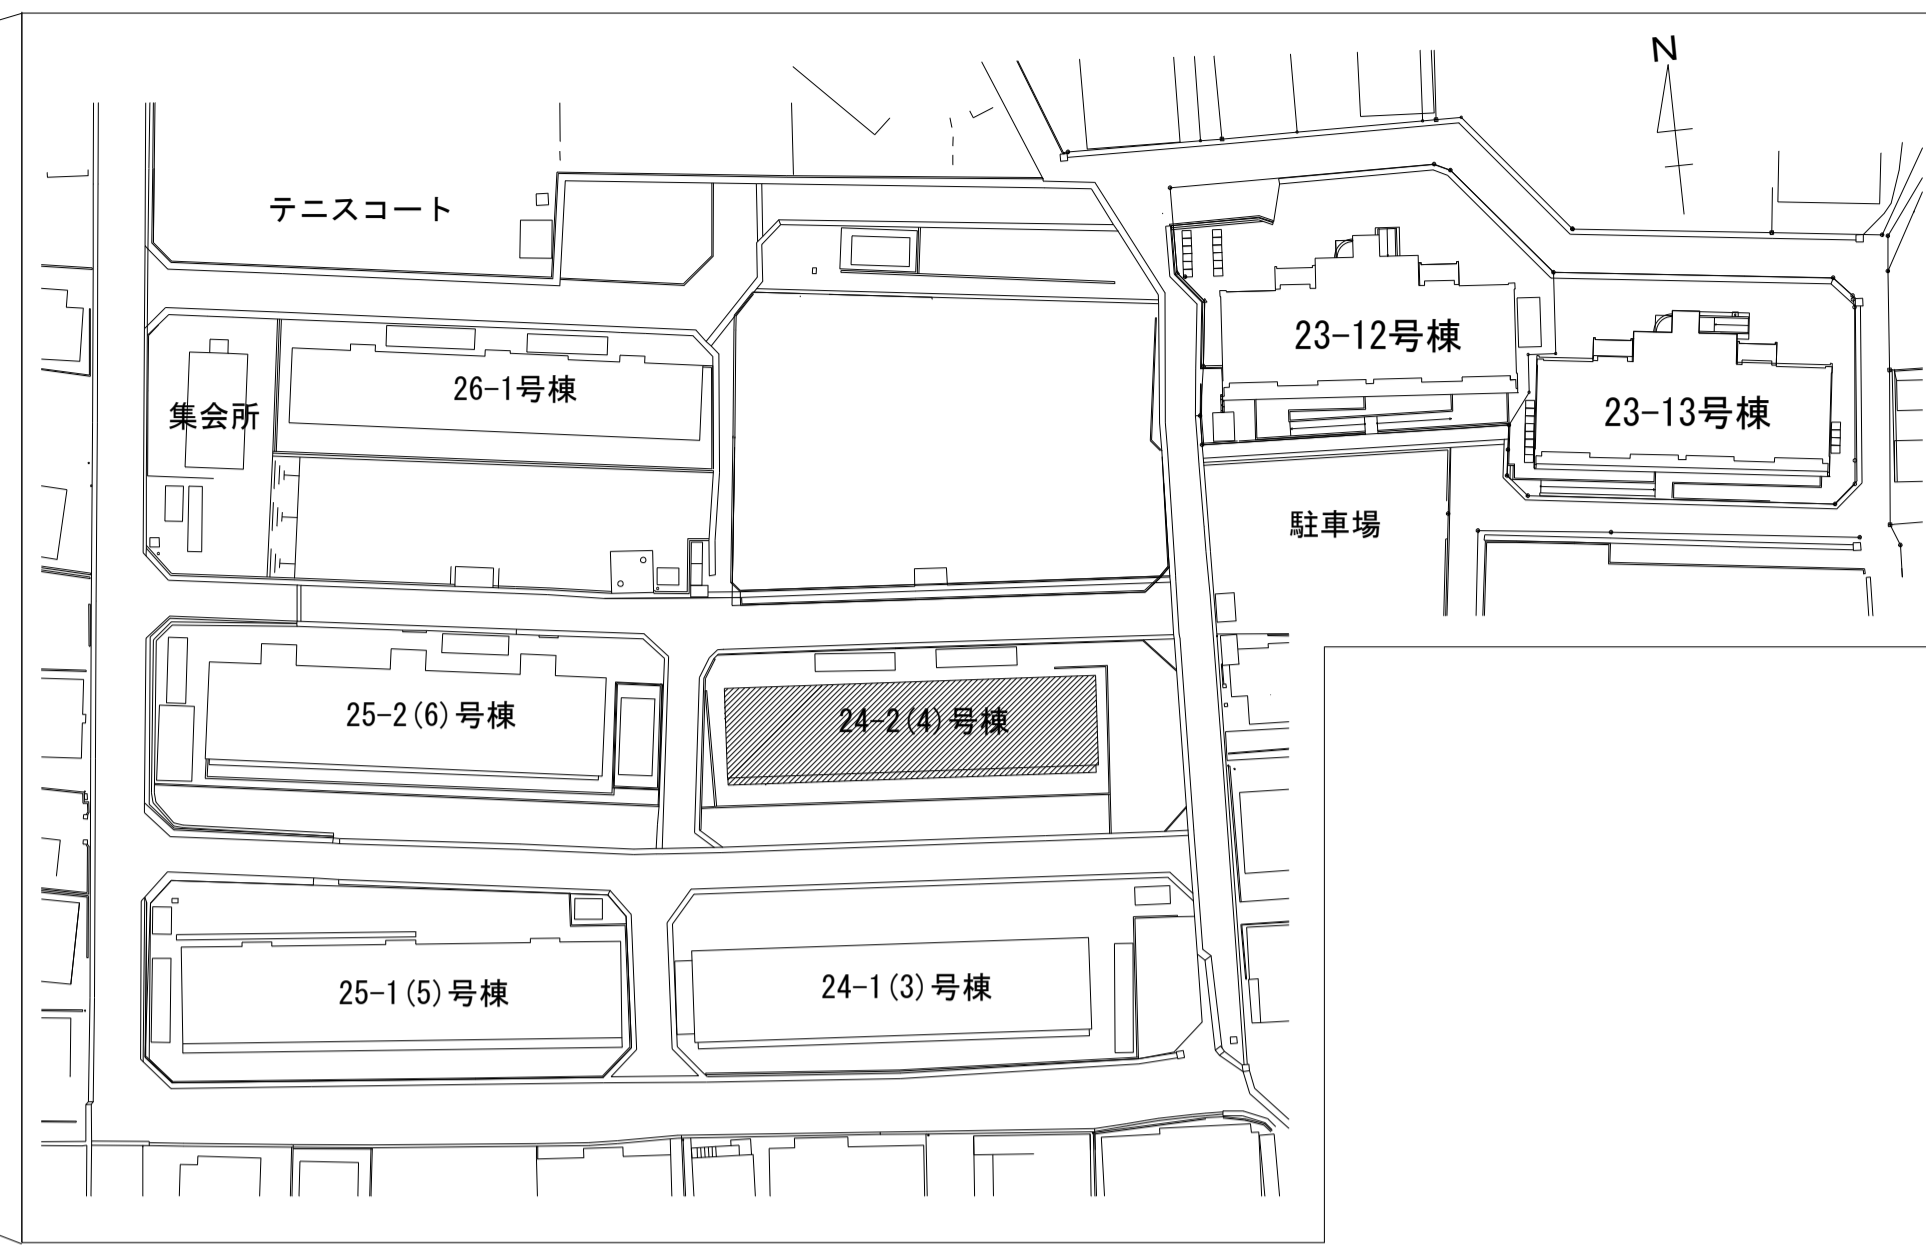 N
テニスコート
23-12号棟
26-1号棟
集会所
23-13号棟
駐車場
25-2(6)号棟
24-2(4)号棟
25-1(5)号棟
24-1(3)号棟